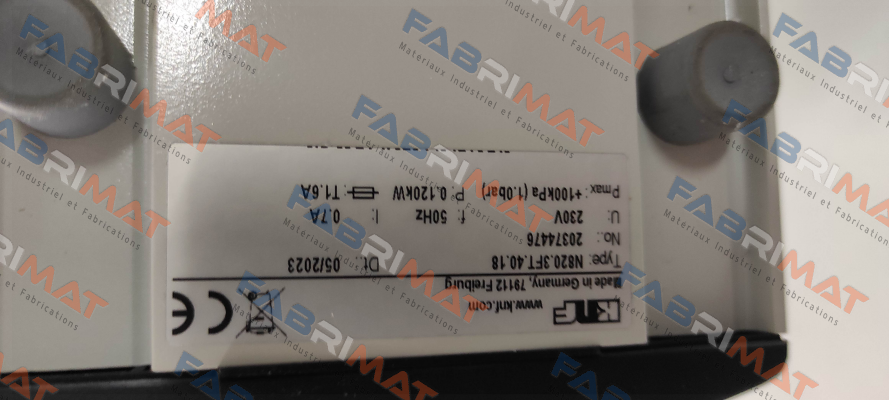 KNF
www.knf.com
Made in Germany, 79112 Freiburg
Type: N820.3FT.40.18 Dt.: 05/2023
No.: 20374476
U: 230V f: 50Hz I: 0.7A
Pmax: +100kPa (1.0bar) P: 0.120kW T1.6A
FABRIMAT
Materiaux Industriel et Fabrications